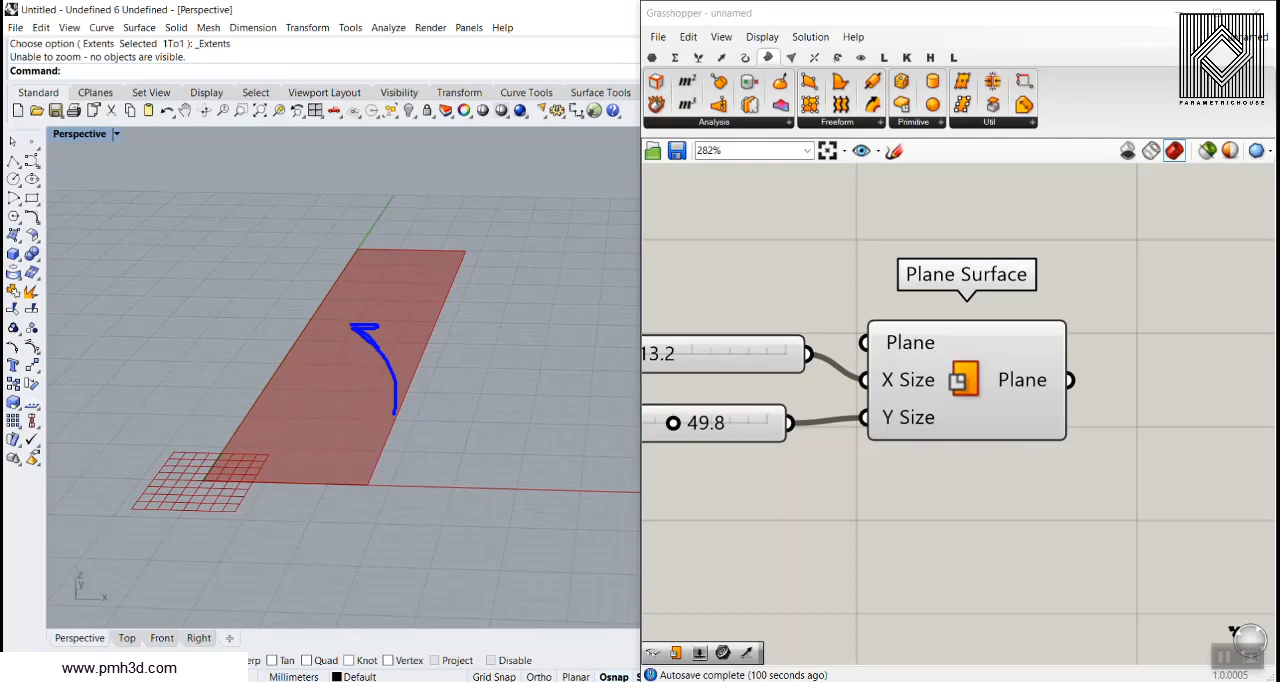 Untitled - Undefined 6 Undefined - [Perspective]
File Edit View Curve Surface Solid Mesh Dimension Transform Tools Analyze Render Panels Help
Choose option ( Extents Selected 1To1 ): _Extents
Unable to zoom - no objects are visible.
Command:
Standard CPlanes Set View Display Select Viewport Layout Visibility Transform Curve Tools Surface Tools
Perspective
z
y
x
Perspective Top Front Right
www.pmh3d.com
erp Tan Quad Knot Vertex Project Disable
Millimeters Default Grid Snap Ortho Planar Osnap S
Grasshopper - unnamed
unnamed
File Edit View Display Solution Help
L K H L
PARAMETRICHOUSE
m²
m³
Analysis Freeform Primitive Util
282%
Plane Surface
13.2
49.8
Plane
X Size
Y Size
Plane
Autosave complete (100 seconds ago)
1.0.0005